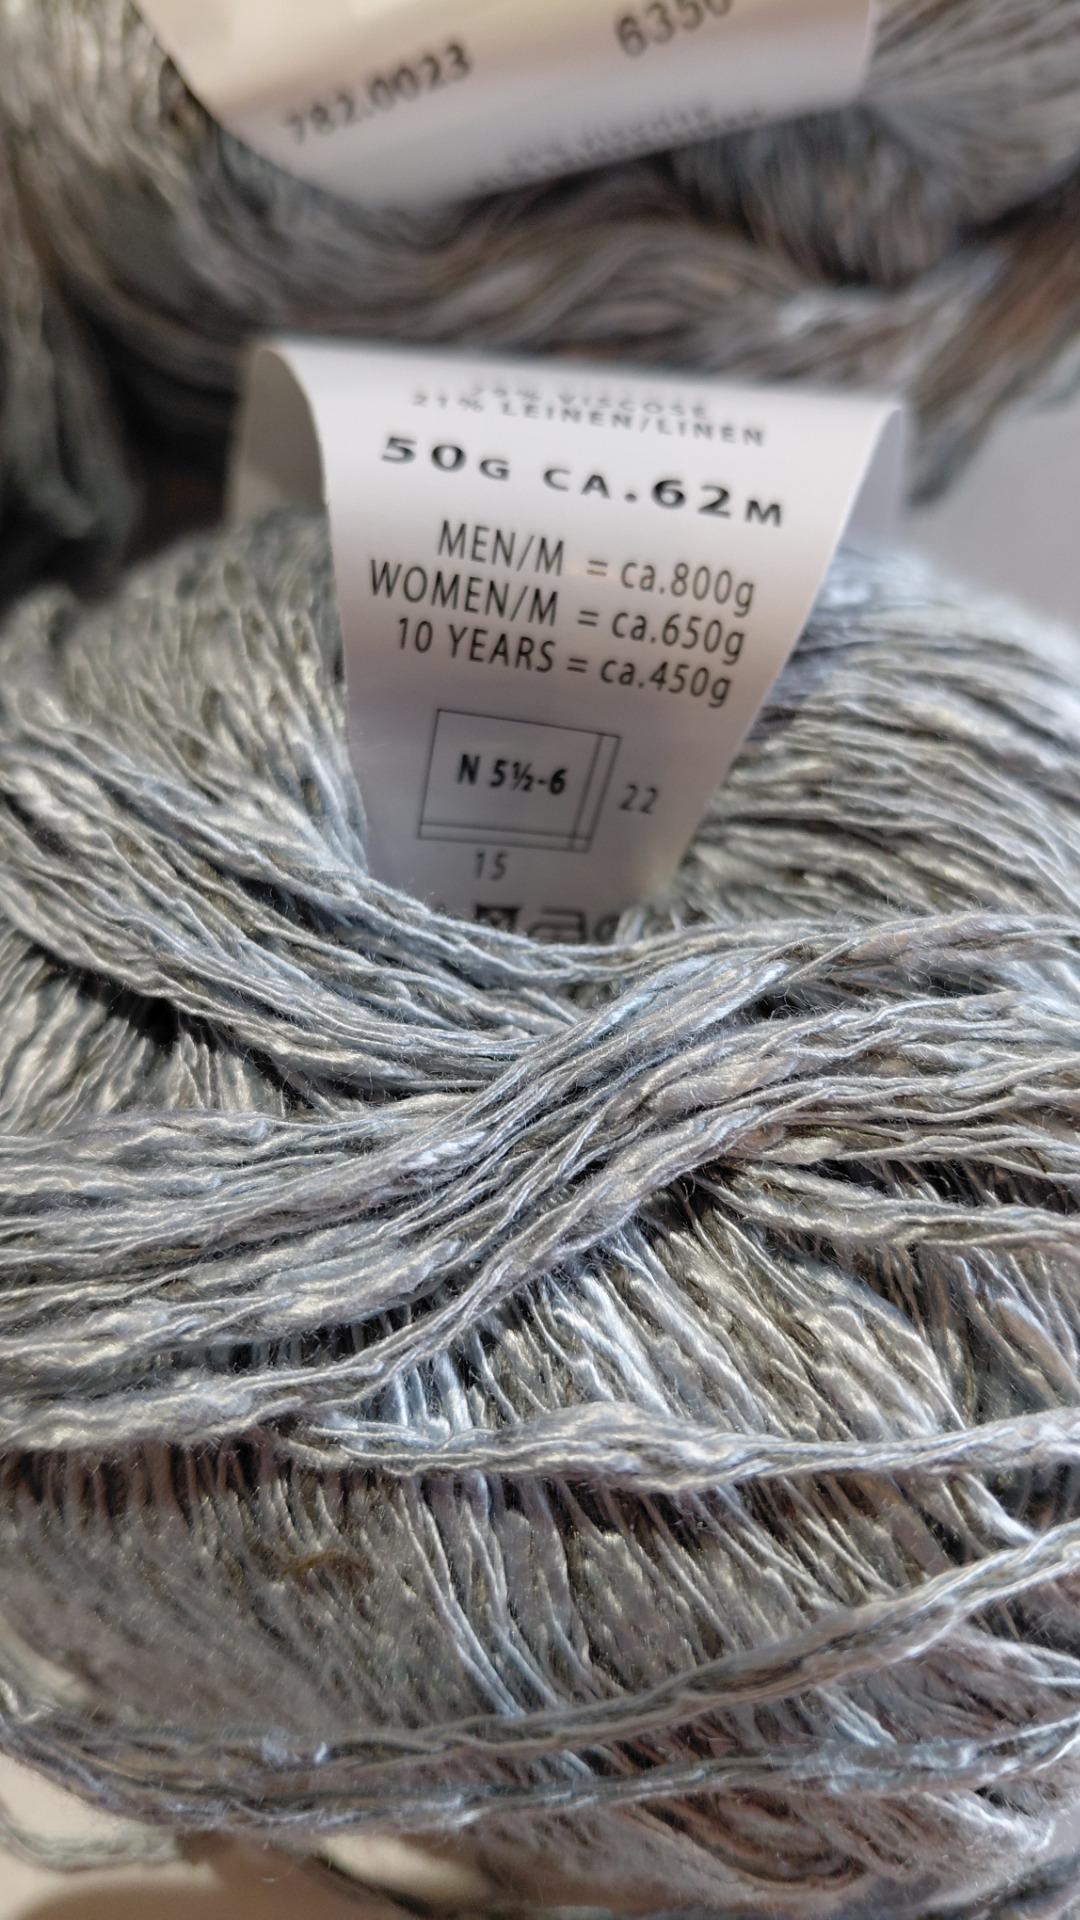 782.0023
6350
21% LEINEN/LINEN
50G CA.62M
MEN/M = ca.800g
WOMEN/M = ca.650g
10 YEARS = ca.450g
N 5½-6
22
15